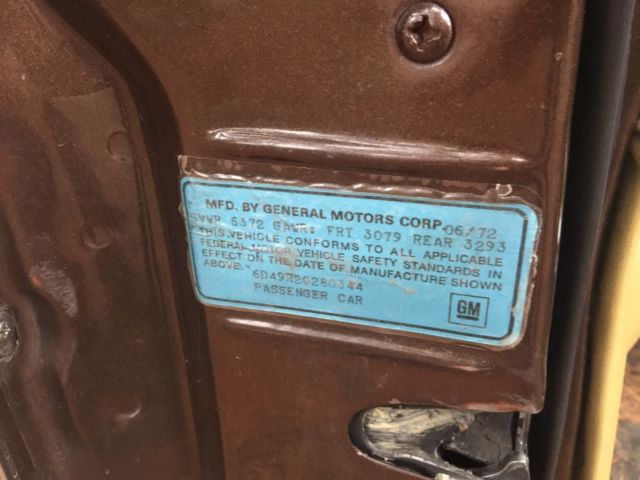 MFD. BY GENERAL MOTORS CORP. 06/72
GVWR 6372 GAWR: FRT 3079 REAR 3293
THIS VEHICLE CONFORMS TO ALL APPLICABLE
FEDERAL MOTOR VEHICLE SAFETY STANDARDS IN
EFFECT ON THE DATE OF MANUFACTURE SHOWN
ABOVE.
6D49R2Q280344
PASSENGER CAR
GM